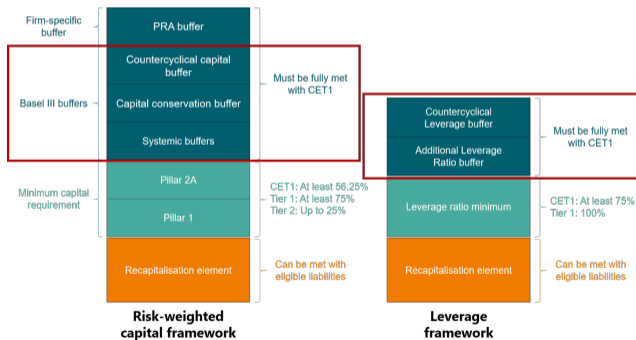 Firm-specific
buffer
PRA buffer
Countercyclical capital
buffer
Basel III buffers
Capital conservation buffer
Systemic buffers
Must be fully met
with CET1
Minimum capital
requirement
Pillar 2A
Pillar 1
CET1: At least 56.25%
Tier 1: At least 75%
Tier 2: Up to 25%
Recapitalisation element
Can be met with
eligible liabilities
Risk-weighted
capital framework
Countercyclical
Leverage buffer
Additional Leverage
Ratio buffer
Must be fully met
with CET1
Leverage ratio minimum
CET1: At least 75%
Tier 1: 100%
Recapitalisation element
Can be met with
eligible liabilities
Leverage
framework